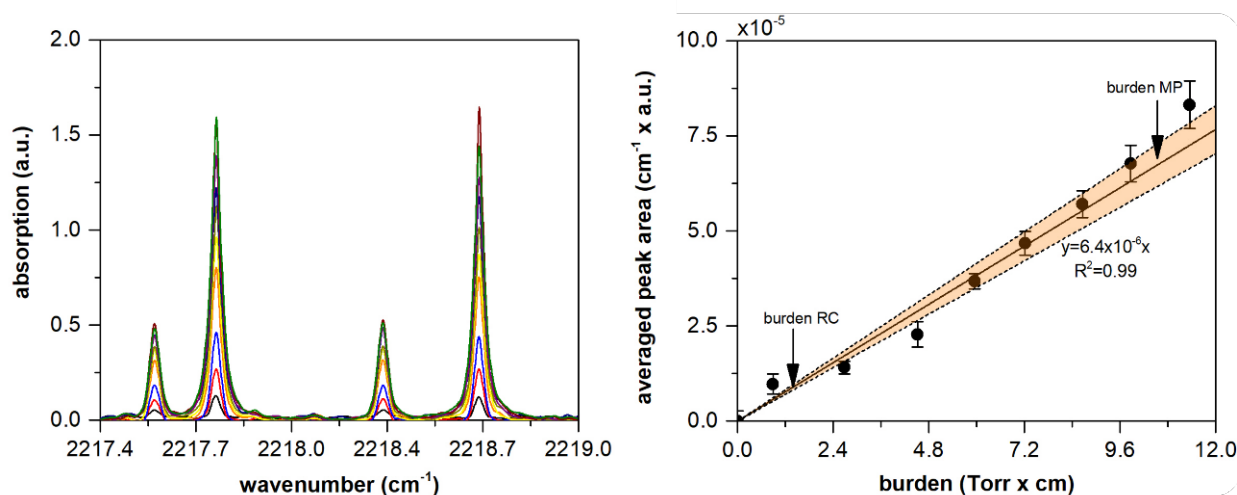 absorption (a.u.)
2.0
1.5
1.0
0.5
0.0
2217.4
2217.7
2218.0
2218.4
2218.7
2219.0
wavenumber (cm⁻¹)
averaged peak area (cm⁻¹ x a.u.)
x10⁻⁵
10.0
7.5
5.0
2.5
0.0
burden MP
y=6.4x10⁻⁶x
R²=0.99
burden RC
0.0
2.4
4.8
7.2
9.6
12.0
burden (Torr x cm)